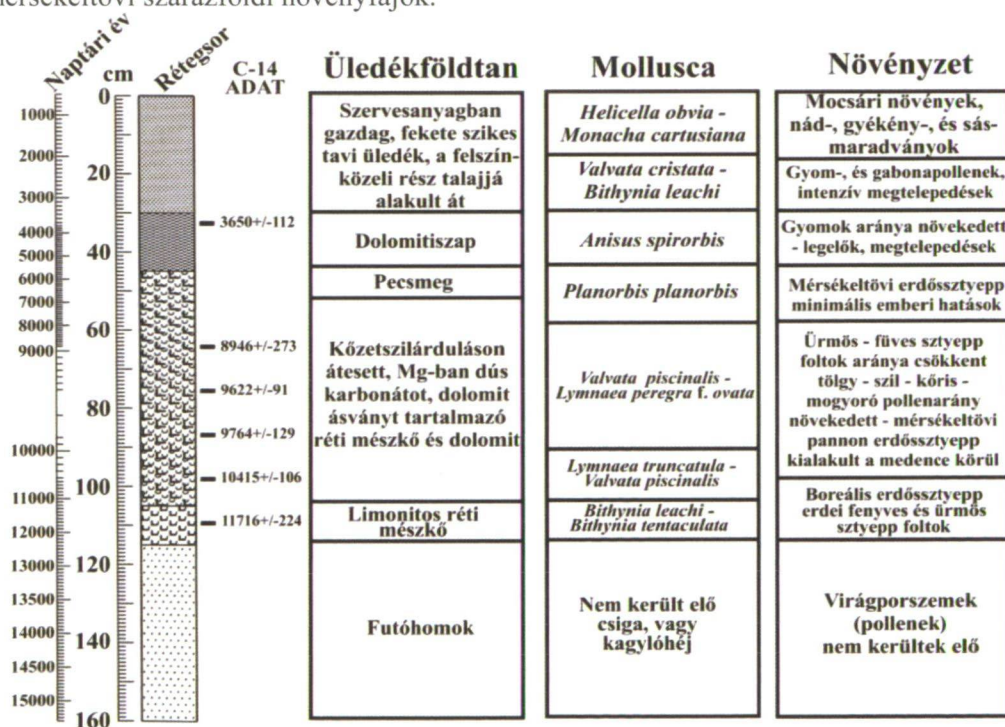 mérsékeltövi szárazföldi növényfajok.
Naptári év
cm
Rétegsor
C-14
ADAT
0
20
40
60
80
100
120
140
160
1000
2000
3000
4000
5000
6000
7000
8000
9000
10000
11000
12000
13000
13500
14000
14500
15000
3650+/-112
8946+/-273
9622+/-91
9764+/-129
10415+/-106
11716+/-224
Üledékföldtan
Szervesanyagban
gazdag, fekete szikes
tavi üledék, a felszín-
közeli rész talajjá
alakult át
Dolomitiszap
Pecsmeg
Kőzetszilárduláson
átesett, Mg-ban dús
karbonátot, dolomit
ásványt tartalmazó
réti mészkő és dolomit
Limonitos réti
mészkő
Futóhomok
Mollusca
Helicella obvia -
Monacha cartusiana
Valvata cristata -
Bithynia leachi
Anisus spirorbis
Planorbis planorbis
Valvata piscinalis -
Lymnaea peregra f. ovata
Lymnaea truncatula -
Valvata piscinalis
Bithynia leachi -
Bithynia tentaculata
Nem került elő
csiga, vagy
kagylóhéj
Növényzet
Mocsári növények,
nád-, gyékény-, és sás-
maradványok
Gyom-, és gabonapollenek,
intenzív megtelepedések
Gyomok aránya növekedett
- legelők, megtelepedések
Mérsékeltövi erdőssztyepp
minimális emberi hatások
Ürmös - füves sztyepp
foltok aránya csökkent
tölgy - szil - kőris -
mogyoró pollenarány
növekedett - mérsékeltövi
pannon erdőssztyepp
kialakult a medence körül
Boreális erdőssztyepp
erdei fenyves és ürmös
sztyepp foltok
Virágporszemek
(pollenek)
nem kerültek elő